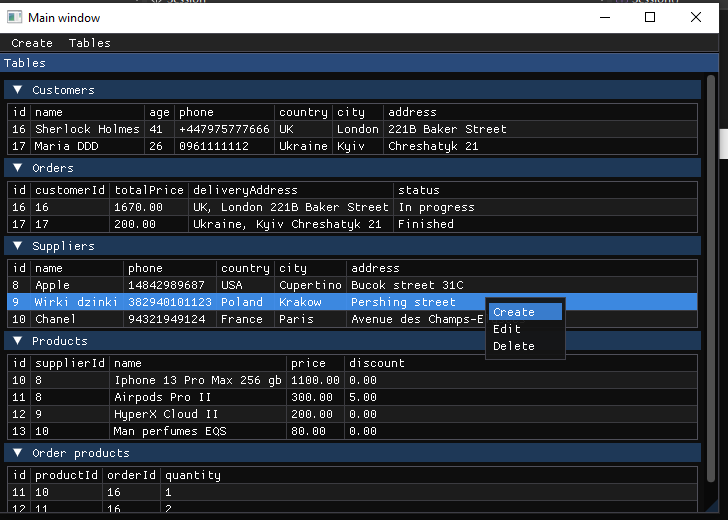 Main window
Create Tables
Tables
Customers
id name age phone country city address
16 Sherlock Holmes 41 +447975777666 UK London 221B Baker Street
17 Maria DDD 26 0961111112 Ukraine Kyiv Chreshatyk 21
Orders
id customerId totalPrice deliveryAddress status
16 16 1670.00 UK, London 221B Baker Street In progress
17 17 200.00 Ukraine, Kyiv Chreshatyk 21 Finished
Suppliers
id name phone country city address
8 Apple 14842989687 USA Cupertino Bucok street 31C
9 Wirki dzinki 382940101123 Poland Krakow Pershing street
10 Chanel 94321949124 France Paris Avenue des Champs-E
Create
Edit
Delete
Products
id supplierId name price discount
10 8 Iphone 13 Pro Max 256 gb 1100.00 0.00
11 8 Airpods Pro II 300.00 5.00
12 9 HyperX Cloud II 200.00 0.00
13 10 Man perfumes EQS 80.00 0.00
Order products
id productId orderId quantity
11 10 16 1
12 11 16 2